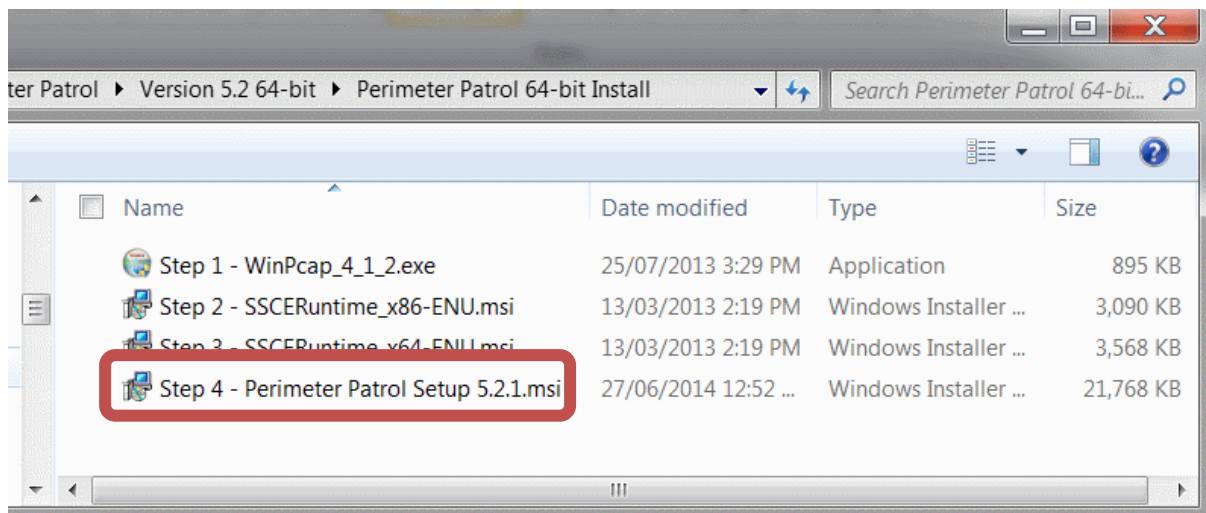 ter Patrol ▸ Version 5.2 64-bit ▸ Perimeter Patrol 64-bit Install Search Perimeter Patrol 64-bi...
Name Date modified Type Size
Step 1 - WinPcap_4_1_2.exe 25/07/2013 3:29 PM Application 895 KB
Step 2 - SSCERuntime_x86-ENU.msi 13/03/2013 2:19 PM Windows Installer ... 3,090 KB
Step 3 - SSCERuntime_x64-ENU.msi 13/03/2013 2:19 PM Windows Installer ... 3,568 KB
Step 4 - Perimeter Patrol Setup 5.2.1.msi 27/06/2014 12:52 ... Windows Installer ... 21,768 KB